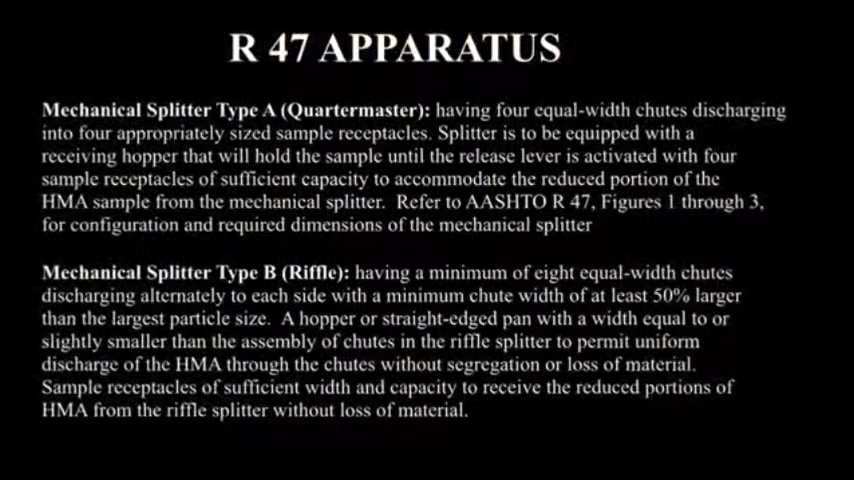 R 47 APPARATUS
Mechanical Splitter Type A (Quartermaster): having four equal-width chutes discharging
into four appropriately sized sample receptacles. Splitter is to be equipped with a
receiving hopper that will hold the sample until the release lever is activated with four
sample receptacles of sufficient capacity to accommodate the reduced portion of the
HMA sample from the mechanical splitter. Refer to AASHTO R 47, Figures 1 through 3,
for configuration and required dimensions of the mechanical splitter
Mechanical Splitter Type B (Riffle): having a minimum of eight equal-width chutes
discharging alternately to each side with a minimum chute width of at least 50% larger
than the largest particle size. A hopper or straight-edged pan with a width equal to or
slightly smaller than the assembly of chutes in the riffle splitter to permit uniform
discharge of the HMA through the chutes without segregation or loss of material.
Sample receptacles of sufficient width and capacity to receive the reduced portions of
HMA from the riffle splitter without loss of material.